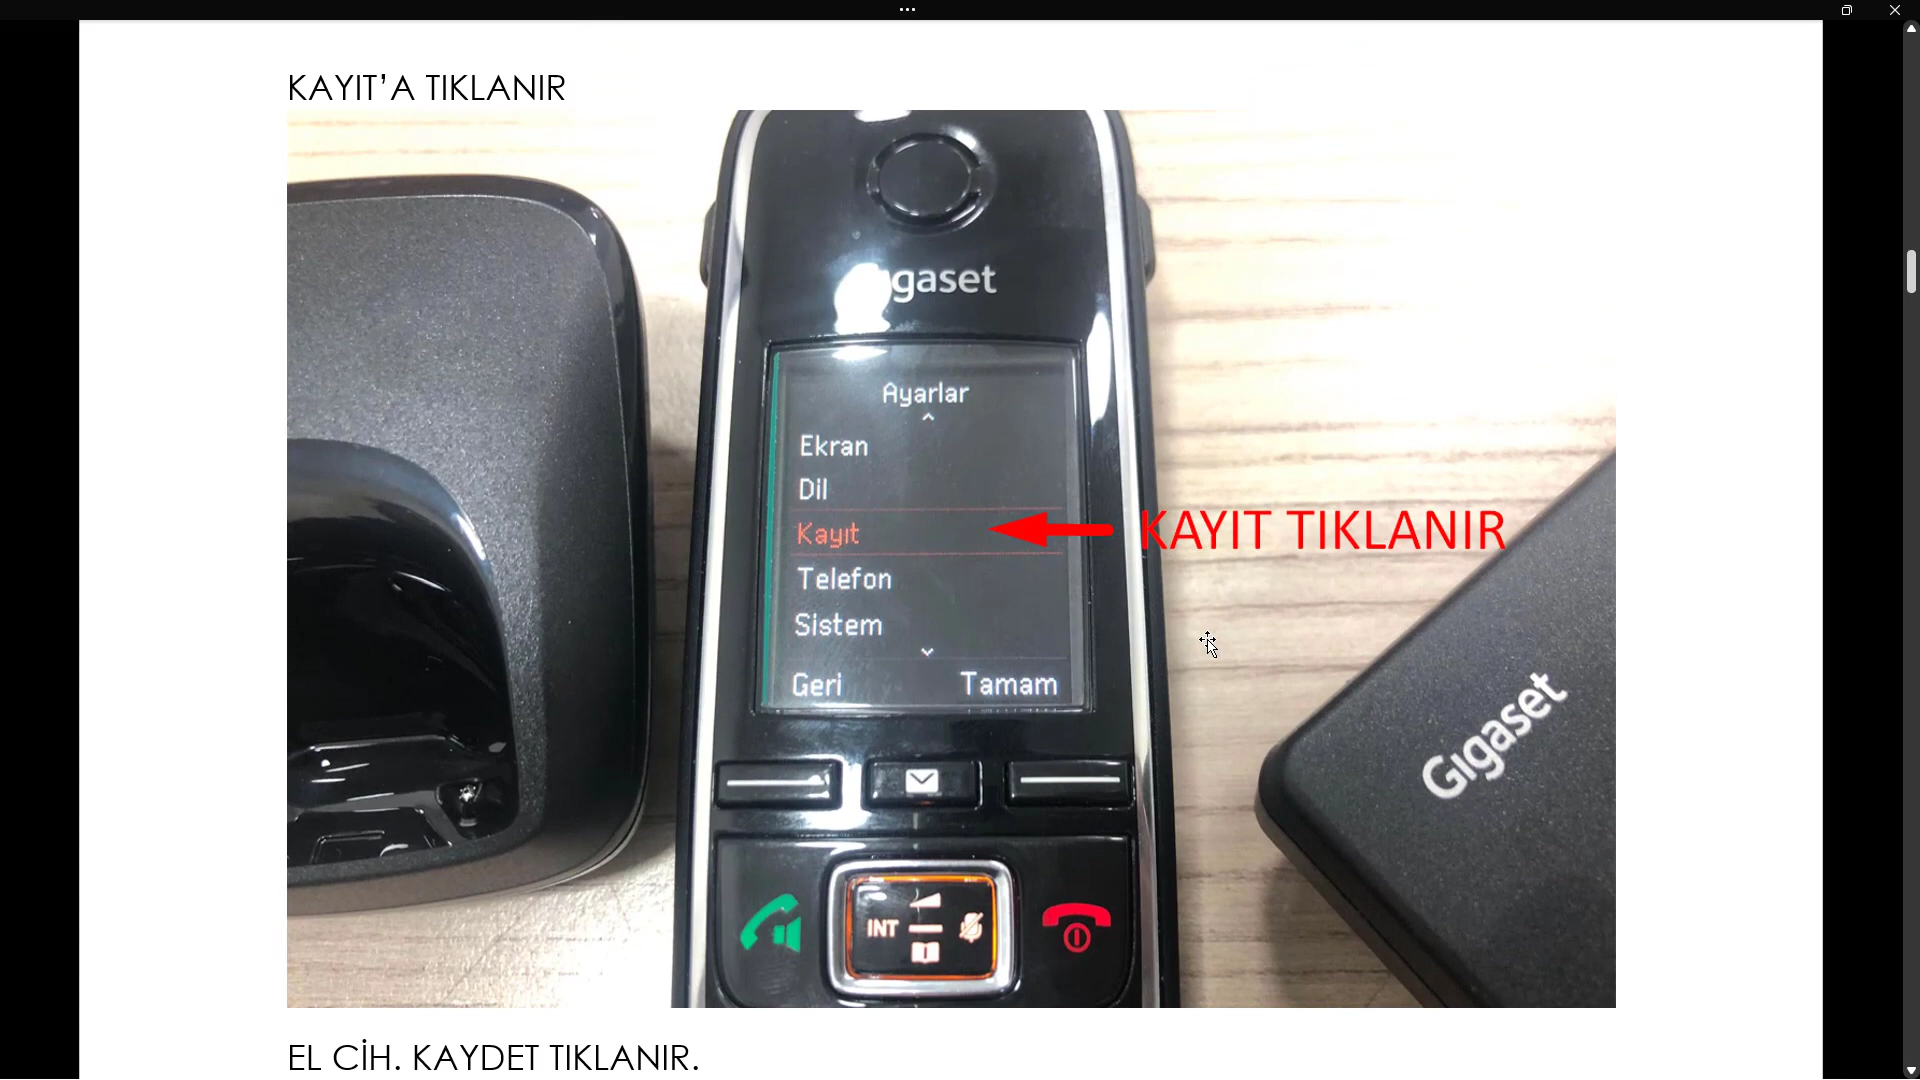 KAYIT’A TIKLANIR
gaset
Ayarlar
Ekran
Dil
Kayıt
KAYIT TIKLANIR
Telefon
Sistem
Geri Tamam
Gigaset
INT
EL CİH. KAYDET TIKLANIR.